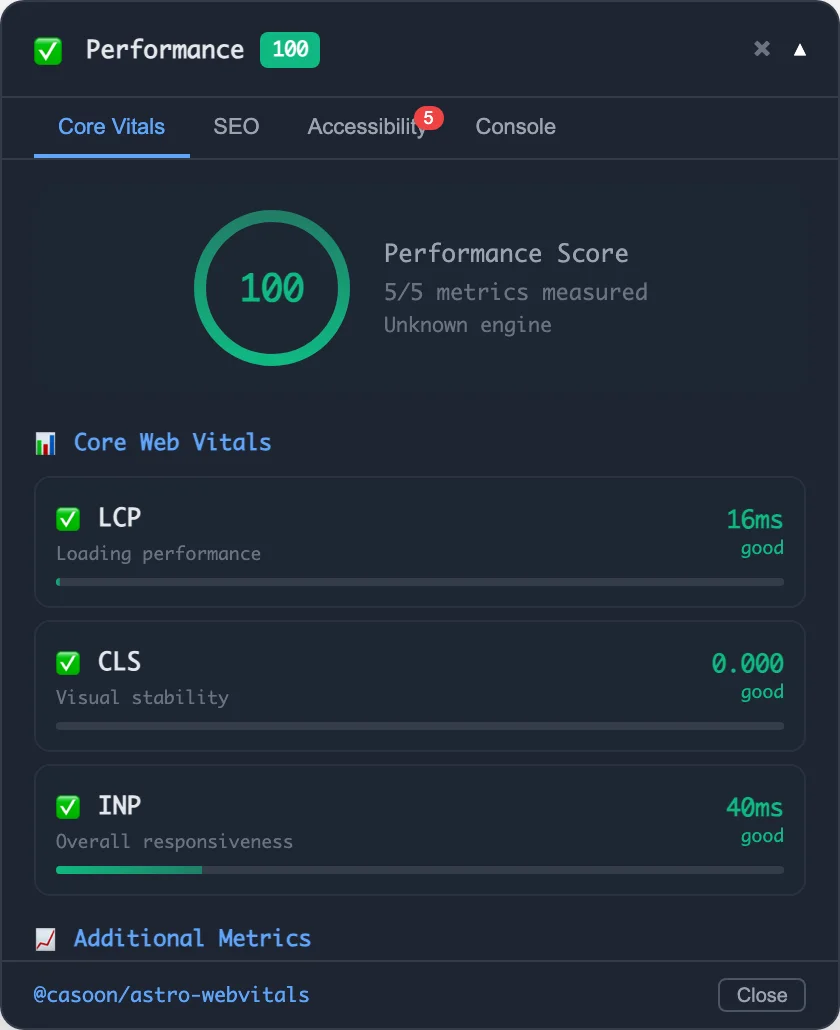 Performance 100
Core Vitals SEO Accessibility 5 Console
100
Performance Score
5/5 metrics measured
Unknown engine
Core Web Vitals
LCP 16ms
Loading performance good
CLS 0.000
Visual stability good
INP 40ms
Overall responsiveness good
Additional Metrics
@casoon/astro-webvitals Close